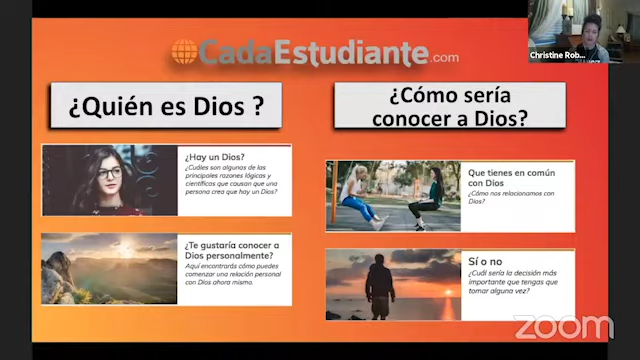 CadaEstudiante.com
¿Quién es Dios ?
¿Cómo sería
conocer a Dios?
¿Hay un Dios?
¿Cúales son algunas de las
principales razones lógicas y
científicas que causan que una
persona crea que hay un Dios?
¿Te gustaría conocer a
Dios personalmente?
Aquí encontrarás cómo puedes
comenzar una relación personal
con Dios ahora mismo.
Que tienes en común
con Dios
¿Cómo nos relacionamos con
Dios?
Sí o no
¿Cuál sería la decisión más
importante que tengas que
tomar alguna vez?
Christine Rob...
zoom